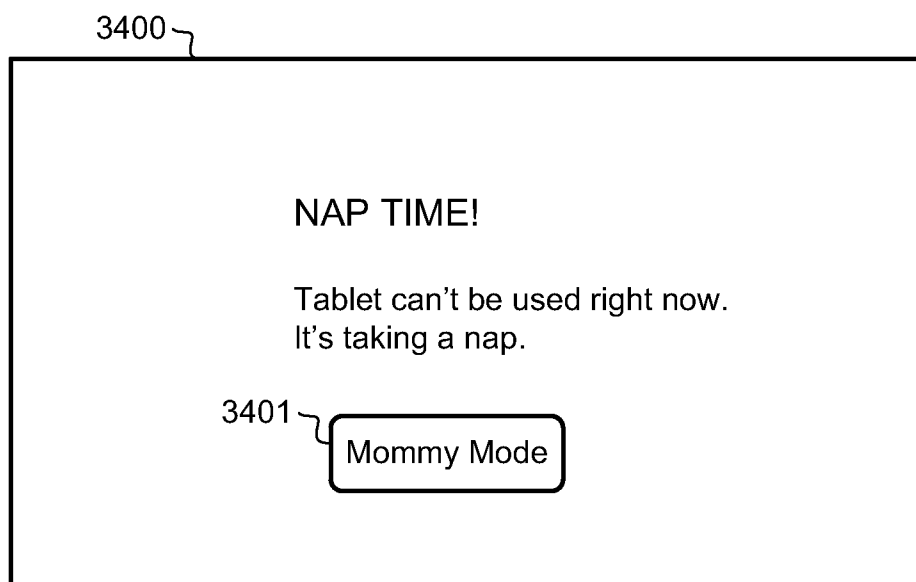 3400
NAP TIME!
Tablet can’t be used right now.
It’s taking a nap.
3401
Mommy Mode